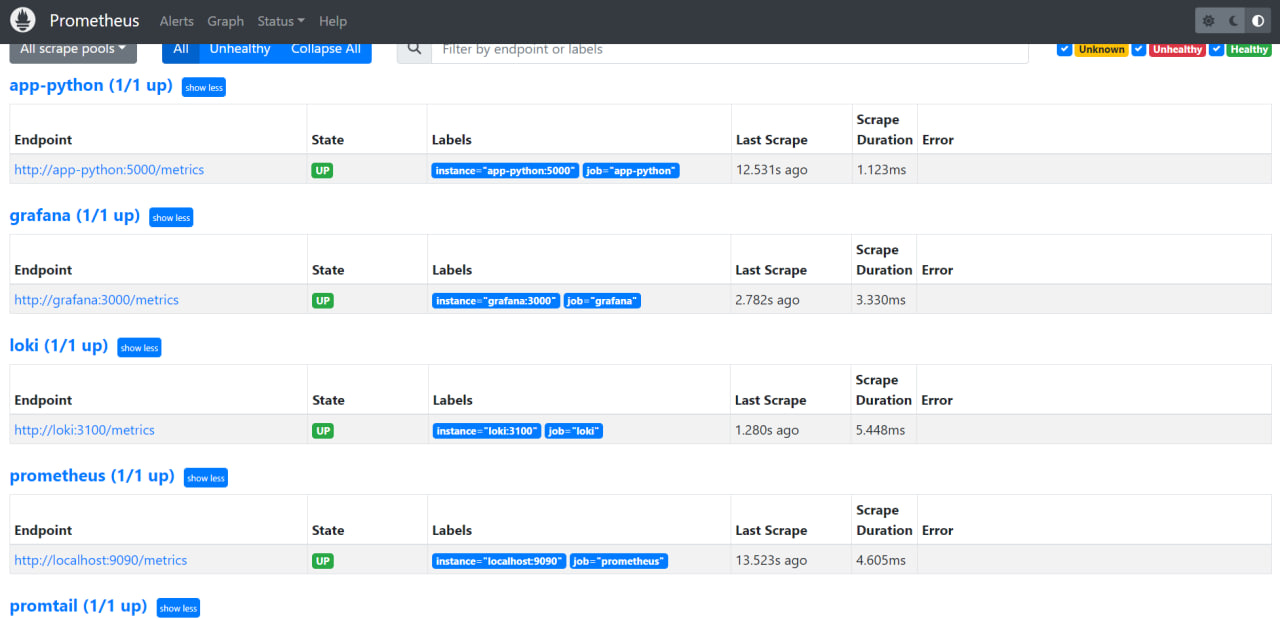 Prometheus Alerts Graph Status Help
All scrape pools All Unhealthy Collapse All Filter by endpoint or labels Unknown Unhealthy Healthy
app-python (1/1 up) show less
Endpoint State Labels Last Scrape Scrape Duration Error
http://app-python:5000/metrics UP instance="app-python:5000" job="app-python" 12.531s ago 1.123ms
grafana (1/1 up) show less
Endpoint State Labels Last Scrape Scrape Duration Error
http://grafana:3000/metrics UP instance="grafana:3000" job="grafana" 2.782s ago 3.330ms
loki (1/1 up) show less
Endpoint State Labels Last Scrape Scrape Duration Error
http://loki:3100/metrics UP instance="loki:3100" job="loki" 1.280s ago 5.448ms
prometheus (1/1 up) show less
Endpoint State Labels Last Scrape Scrape Duration Error
http://localhost:9090/metrics UP instance="localhost:9090" job="prometheus" 13.523s ago 4.605ms
promtail (1/1 up) show less